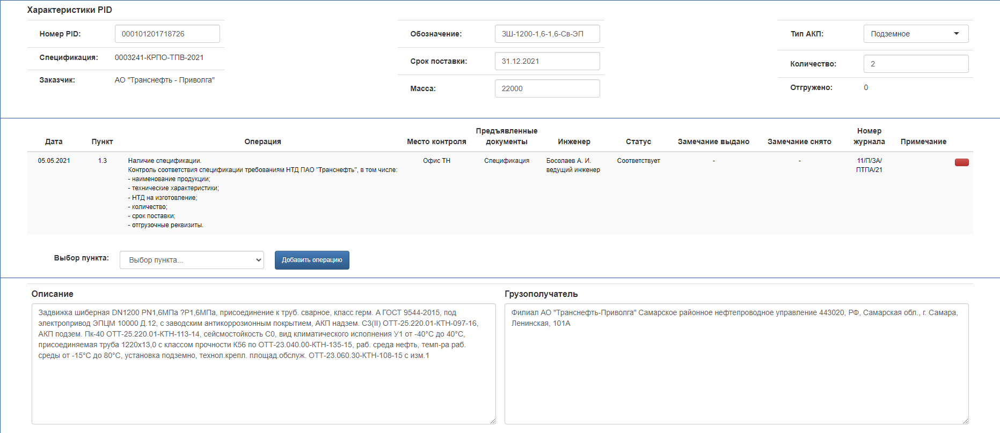 Характеристики PID
Номер PID: 000101201718726
Спецификация: 0003241-КРПО-ТПВ-2021
Заказчик: АО "Транснефть - Приволга"
Обозначение: ЗШ-1200-1,6-1,6-Св-ЭП
Срок поставки: 31.12.2021
Масса: 22000
Тип АКП: Подземное
Количество: 2
Отгружено: 0
Дата Пункт Операция Место контроля Предъявленные документы Инженер Статус Замечание выдано Замечание снято Номер журнала Примечание
05.05.2021 1.3
Наличие спецификации.
Контроль соответствия спецификации требованиям НТД ПАО "Транснефть", в том числе:
- наименование продукции;
- технические характеристики;
- НТД на изготовление;
- количество;
- срок поставки;
- отгрузочные реквизиты.
Офис ТН
Спецификация
Босолаев А. И.
ведущий инженер
Соответствует
-
-
11/П/ЗА/
ПТПА/21
Выбор пункта: Выбор пункта... Добавить операцию
Описание
Задвижка шиберная DN1200 PN1,6МПа ?P1,6МПа, присоединение к труб. сварное, класс герм. А ГОСТ 9544-2015, под
электропривод ЭПЦМ 10000 Д.12, с заводским антикоррозионным покрытием, АКП надзем. С3(II) ОТТ-25.220.01-КТН-097-16,
АКП подзем. Пк-40 ОТТ-25.220.01-КТН-113-14, сейсмостойкость С0, вид климатического исполнения У1 от -40°С до 40°С,
присоединяемая труба 1220х13,0 с классом прочности К56 по ОТТ-23.040.00-КТН-135-15, раб. среда нефть, темп-ра раб.
среды от -15°С до 80°С, установка подземно, технол.крепл. площад.обслуж. ОТТ-23.060.30-КТН-108-15 с изм.1
Грузополучатель
Филиал АО "Транснефть-Приволга" Самарское районное нефтепроводное управление 443020, РФ, Самарская обл., г. Самара,
Ленинская, 101А